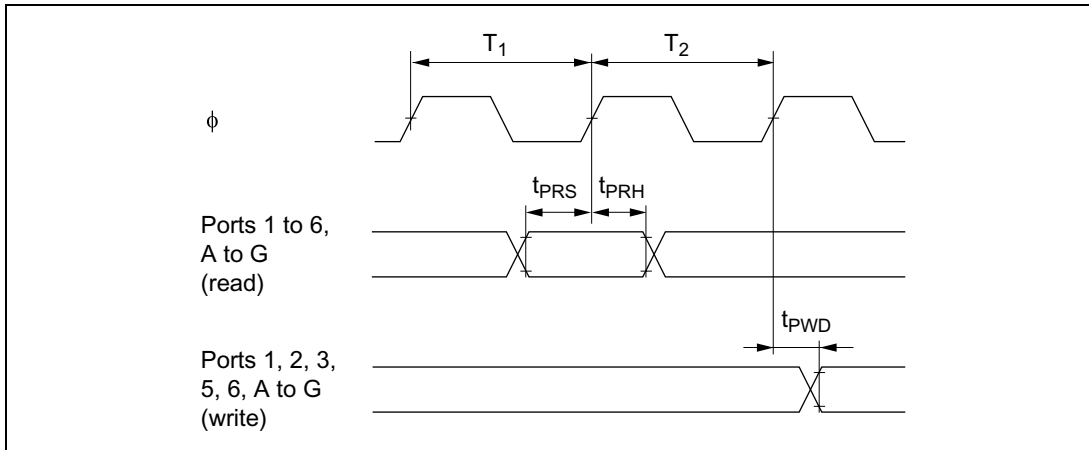 T1 T2
ϕ
tPRS tPRH
Ports 1 to 6,
A to G
(read)
tPWD
Ports 1, 2, 3,
5, 6, A to G
(write)